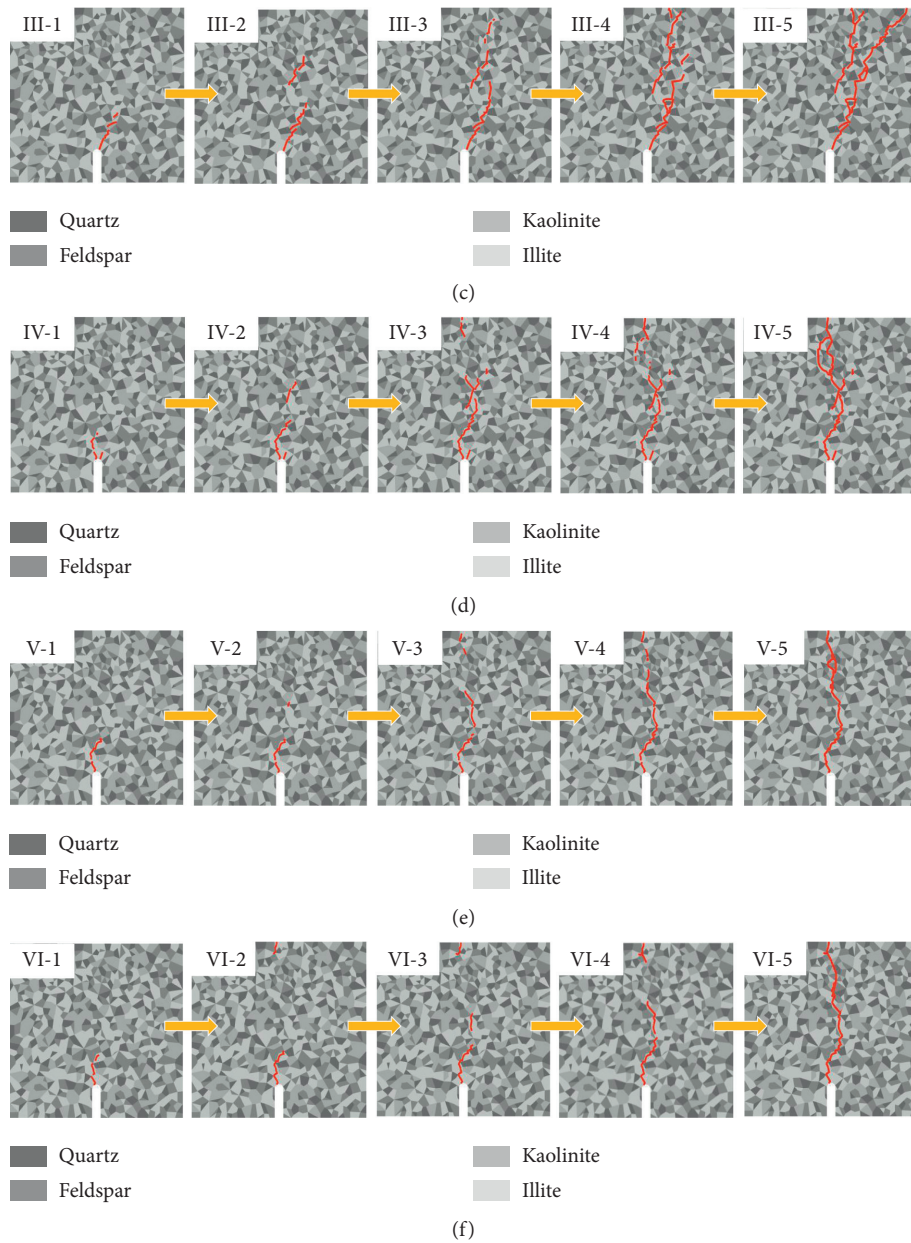 III-1 III-2 III-3 III-4 III-5
Quartz Kaolinite
Feldspar Illite
(c)
IV-1 IV-2 IV-3 IV-4 IV-5
Quartz Kaolinite
Feldspar Illite
(d)
V-1 V-2 V-3 V-4 V-5
Quartz Kaolinite
Feldspar Illite
(e)
VI-1 VI-2 VI-3 VI-4 VI-5
Quartz Kaolinite
Feldspar Illite
(f)